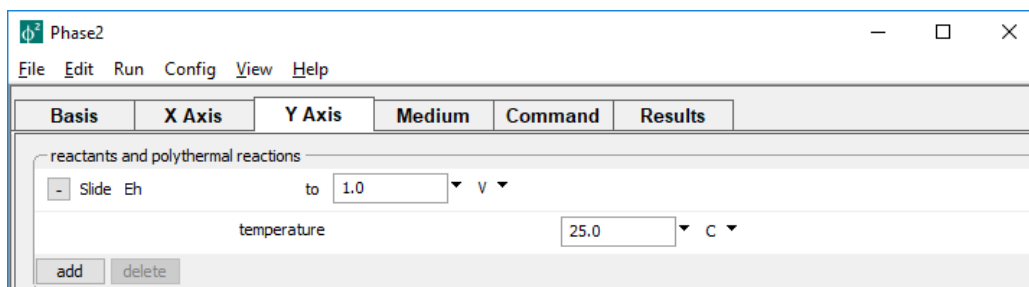 ϕ² Phase2
File Edit Run Config View Help
Basis X Axis Y Axis Medium Command Results
reactants and polythermal reactions
- Slide Eh to 1.0 V
temperature 25.0 C
add delete